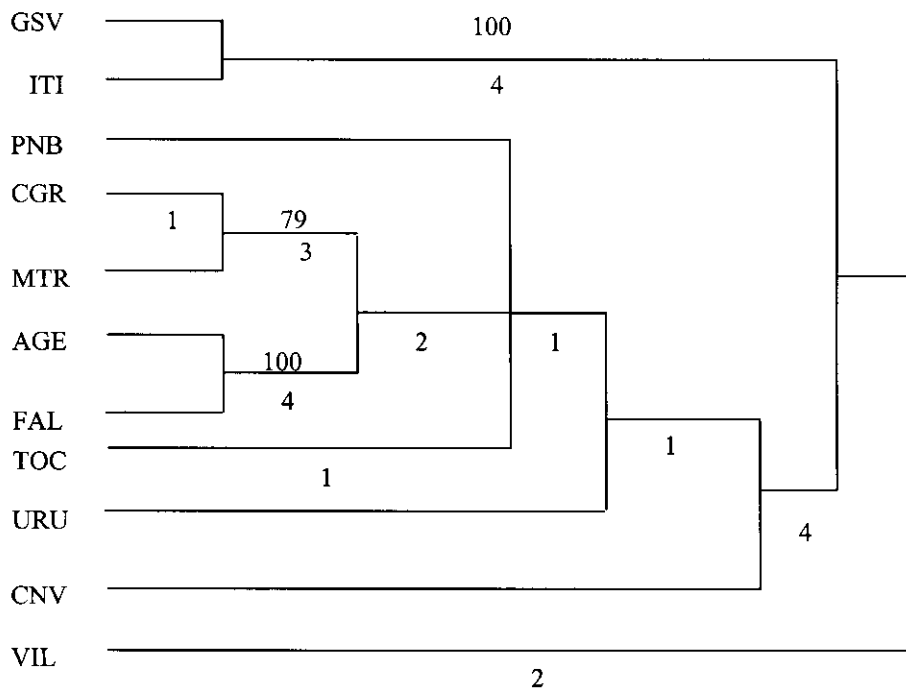 GSV
100
ITI
4
PNB
CGR
1
79
3
MTR
AGE
2
1
100
4
FAL
TOC
1
1
URU
4
CNV
VIL
2